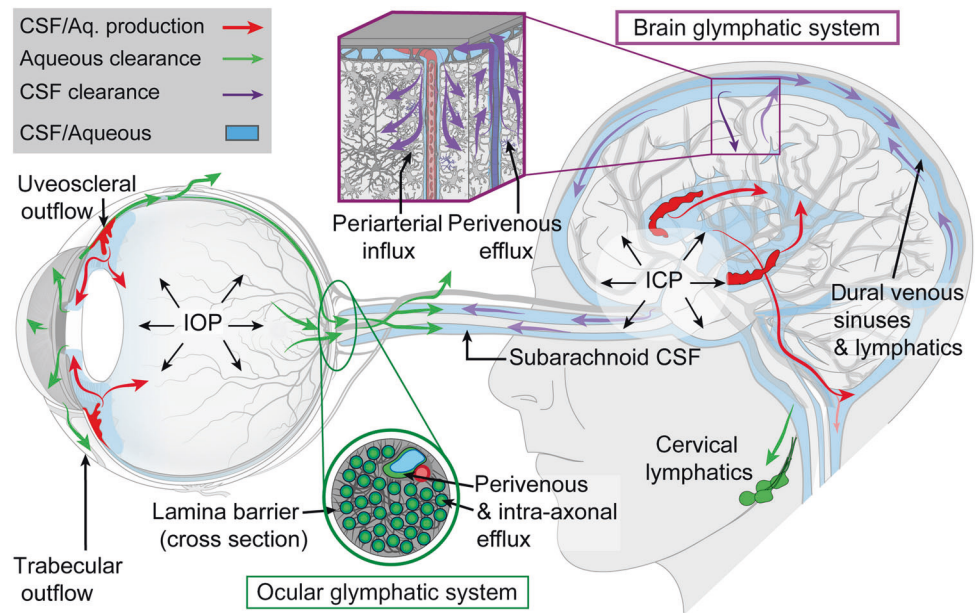 CSF/Aq. production
Aqueous clearance
CSF clearance
CSF/Aqueous
Brain glymphatic system
Uveoscleral
outflow
Periarterial
influx
Perivenous
efflux
IOP
ICP
Dural venous
sinuses
& lymphatics
Subarachnoid CSF
Cervical
lymphatics
Perivenous
& intra-axonal
efflux
Lamina barrier
(cross section)
Trabecular
outflow
Ocular glymphatic system